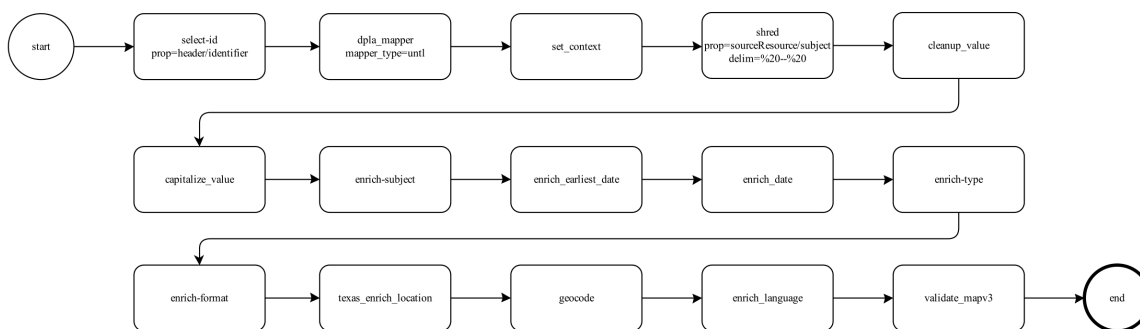 start
select-id
prop=header/identifier
dpla_mapper
mapper_type=untl
set_context
shred
prop=sourceResource/subject
delim=%20--%20
cleanup_value
capitalize_value
enrich-subject
enrich_earliest_date
enrich_date
enrich-type
enrich-format
texas_enrich_location
geocode
enrich_language
validate_mapv3
end